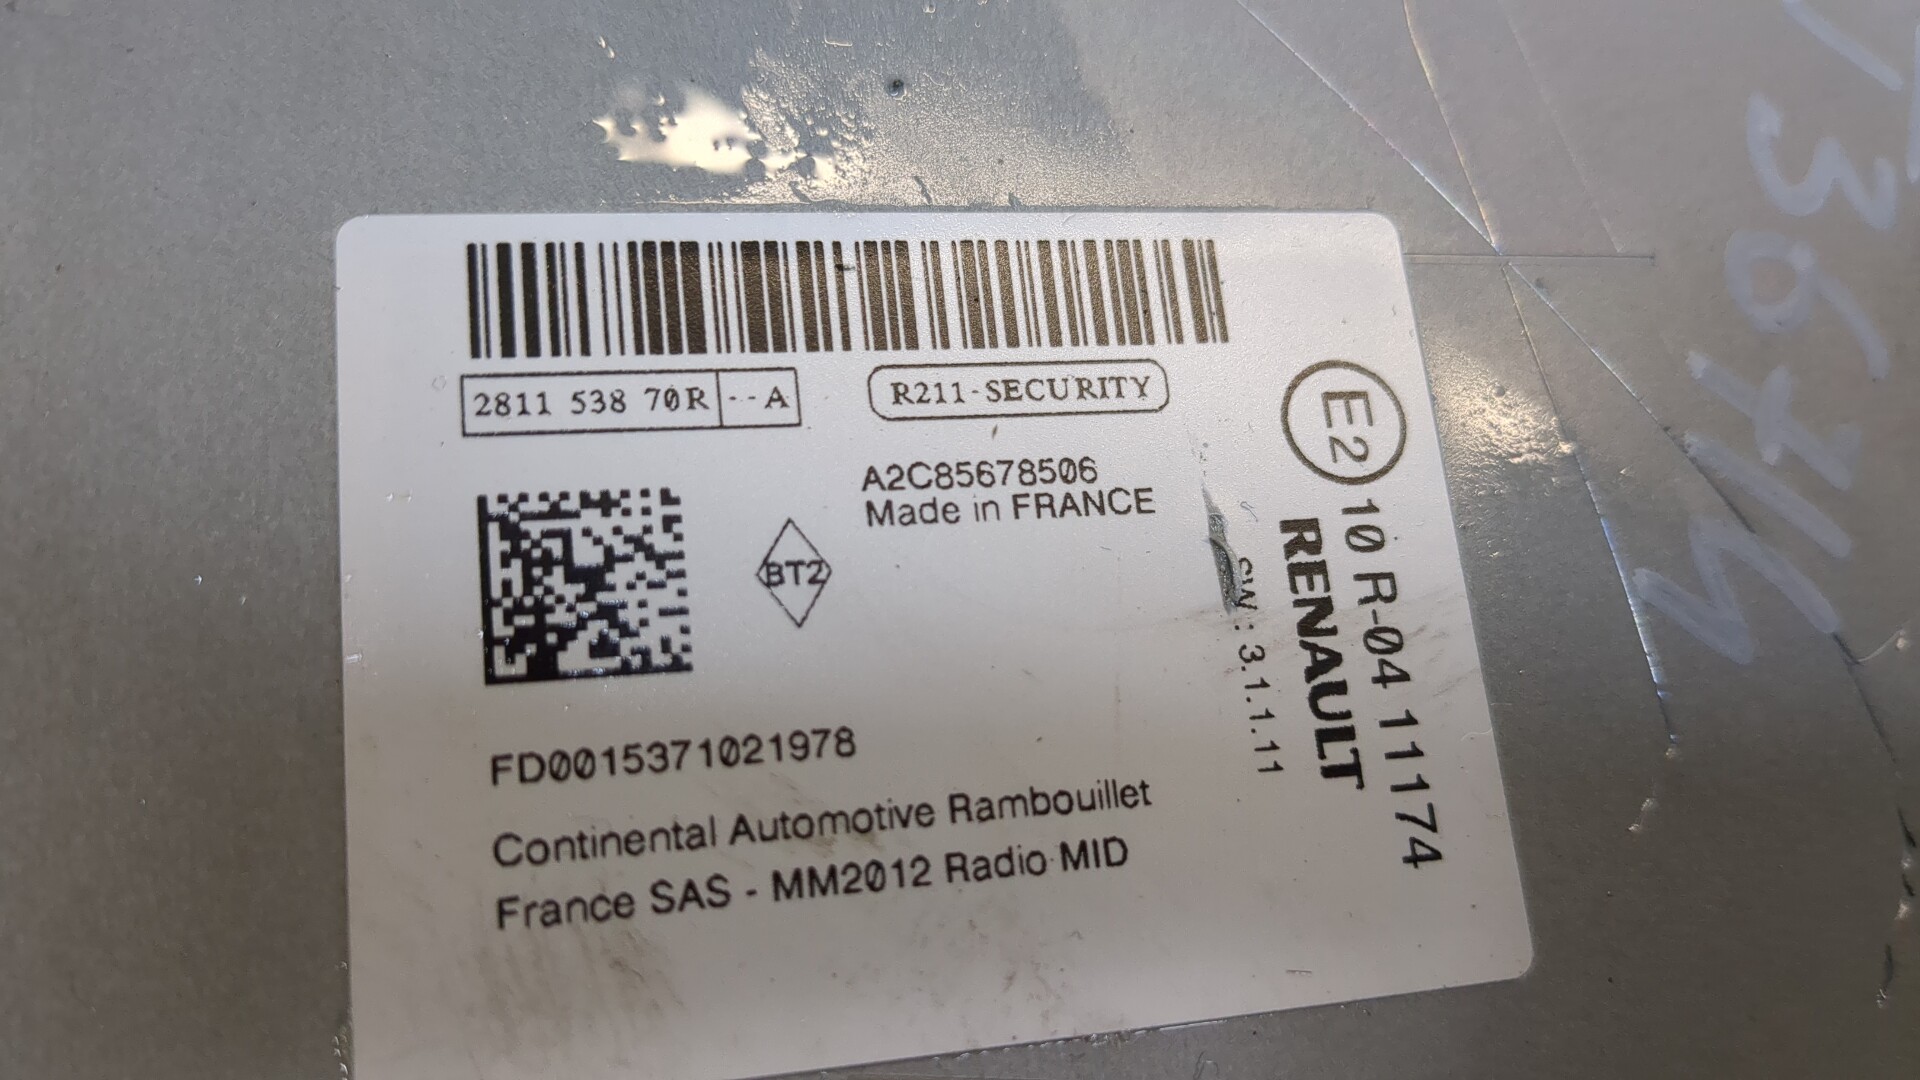 2811 538 70R --A
R211-SECURITY
A2C85678506
Made in FRANCE
BT2
FD0015371021978
Continental Automotive Rambouillet
France SAS - MM2012 Radio MID
E2
10 R-04 11174
RENAULT
SW: 3.1.1.11